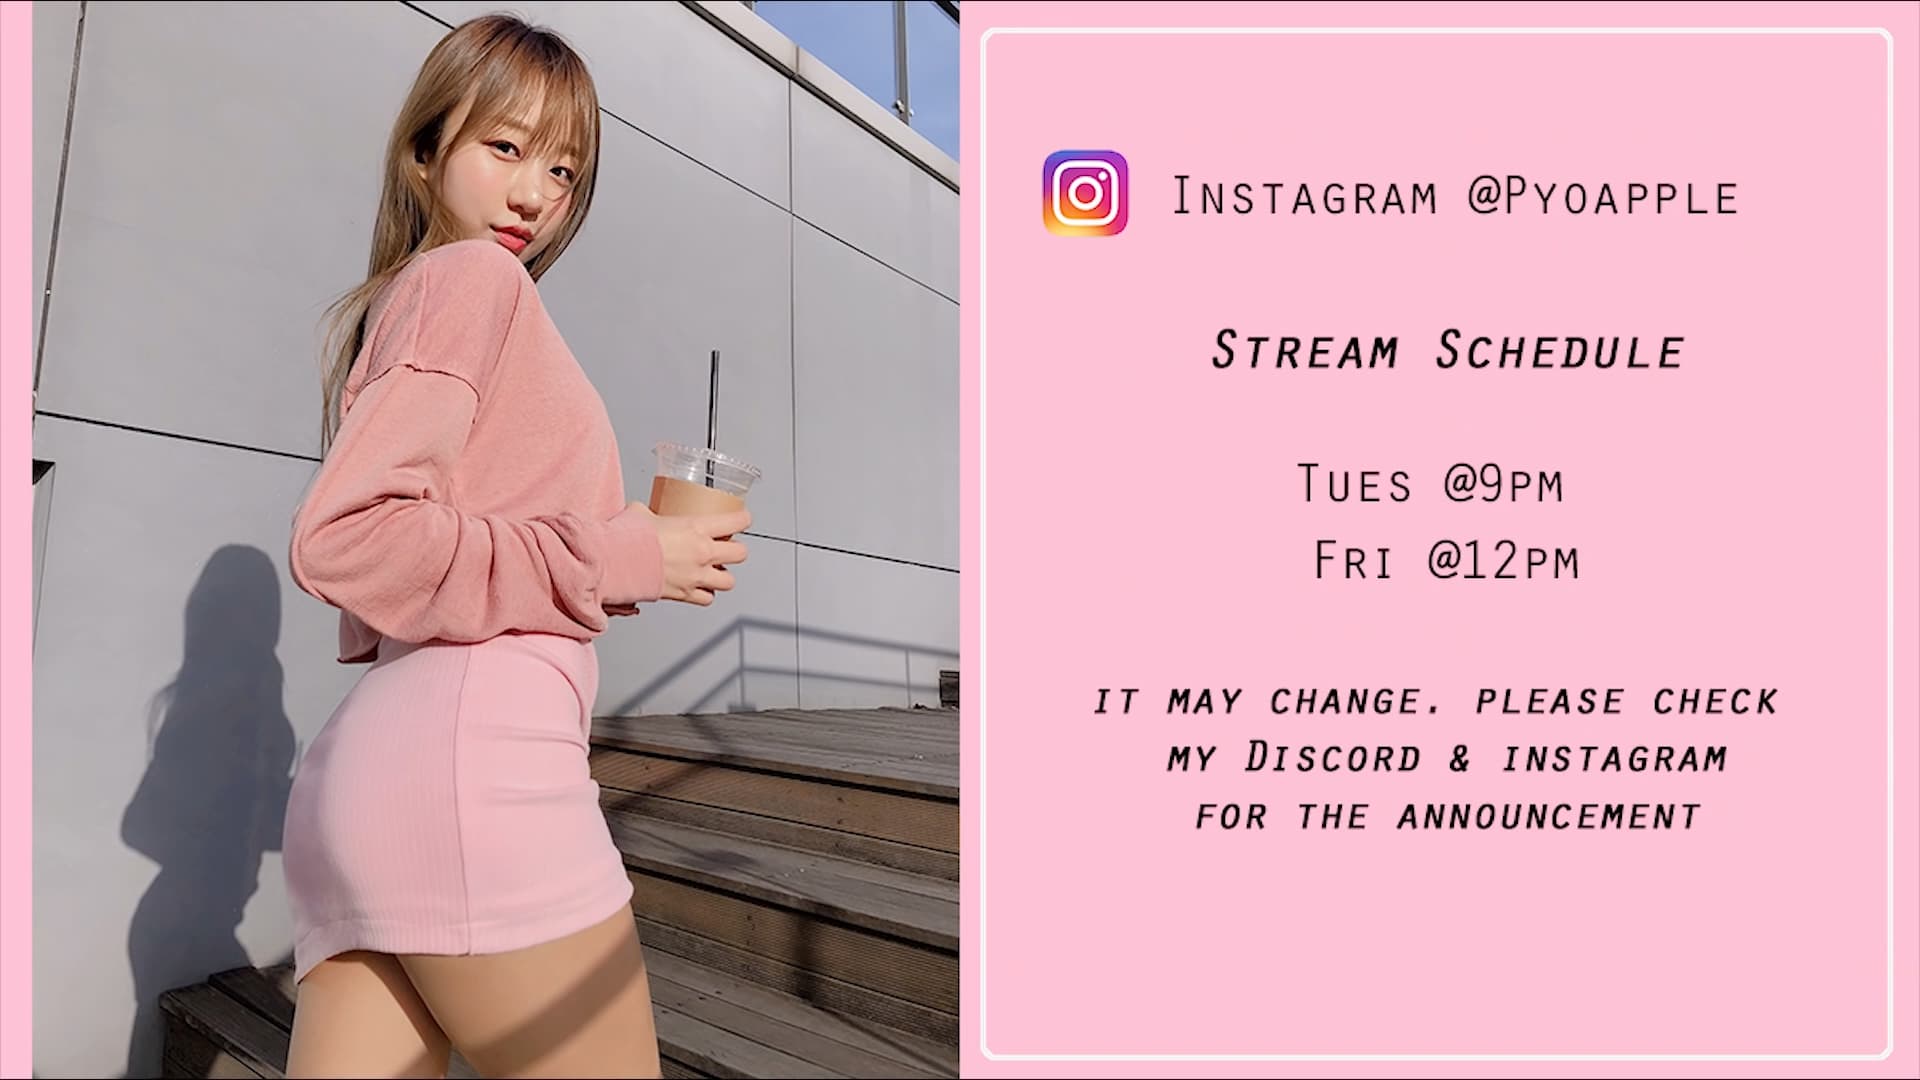 Instagram @Pyoapple
Stream Schedule
Tues @9pm
Fri @12pm
it may change. please check
my Discord & instagram
for the announcement